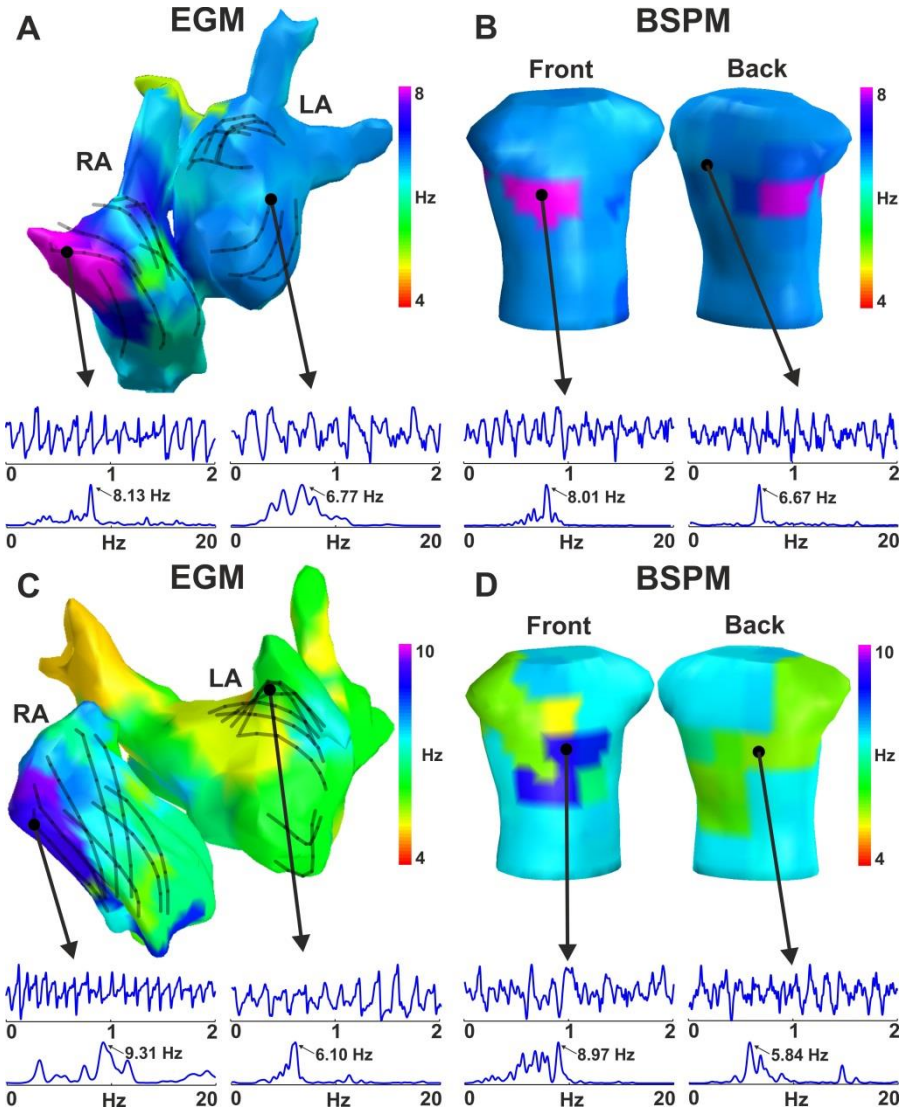 A EGM
LA
RA
8
Hz
4
8.13 Hz
6.77 Hz
0 1 2
0 1 2
0 Hz 20
0 Hz 20
B BSPM
Front Back
8
Hz
4
0 1 2
0 1 2
8.01 Hz
6.67 Hz
0 Hz 20
0 Hz 20
C EGM
LA
RA
10
Hz
4
0 1 2
0 1 2
9.31 Hz
6.10 Hz
0 Hz 20
0 Hz 20
D BSPM
Front Back
10
Hz
4
0 1 2
0 1 2
8.97 Hz
5.84 Hz
0 Hz 20
0 Hz 20